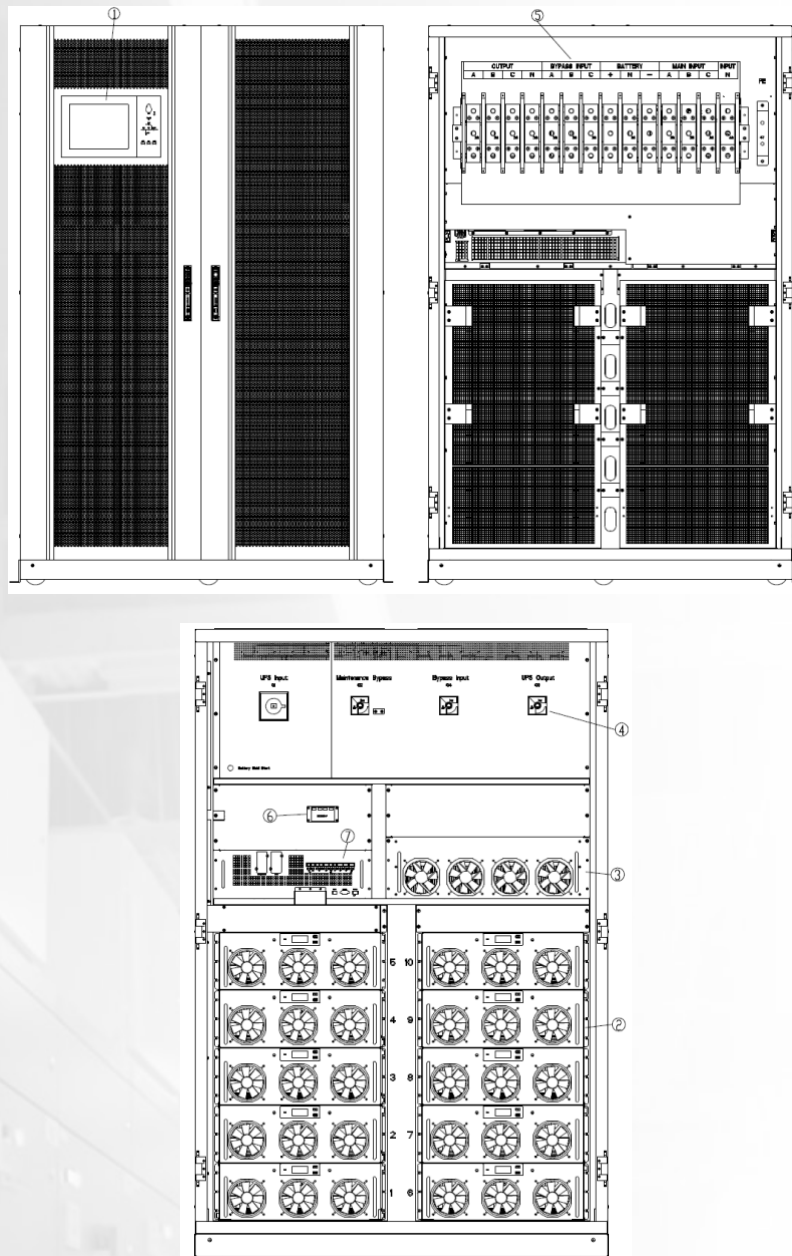 ①
⑤
OUTPUT BYPASS INPUT BATTERY MAIN INPUT INPUT
A B C N A B C + N − A B C N
PE
UPS Input Maintenance Bypass Bypass Input UPS Output
④
Battery Cold Start
⑥
⑦
③
5 10
4 9
②
3 8
2 7
1 6